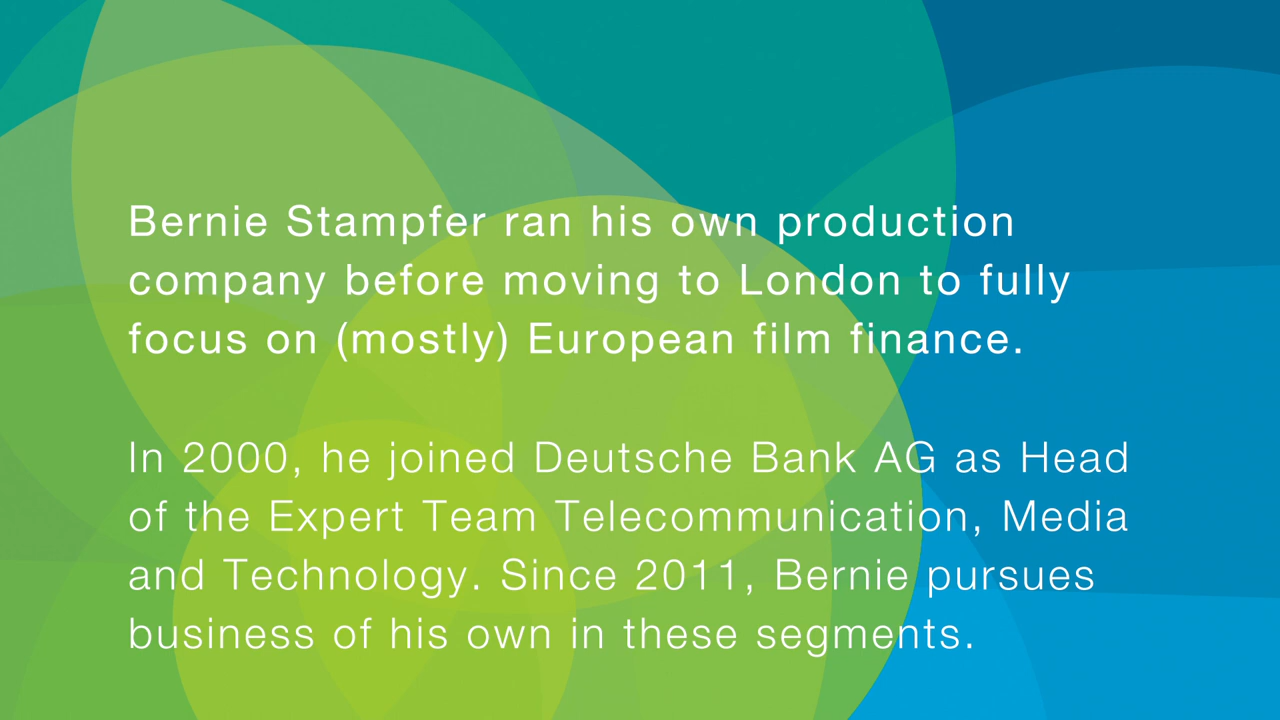 Bernie Stampfer ran his own production
company before moving to London to fully
focus on (mostly) European film finance.
In 2000, he joined Deutsche Bank AG as Head
of the Expert Team Telecommunication, Media
and Technology. Since 2011, Bernie pursues
business of his own in these segments.